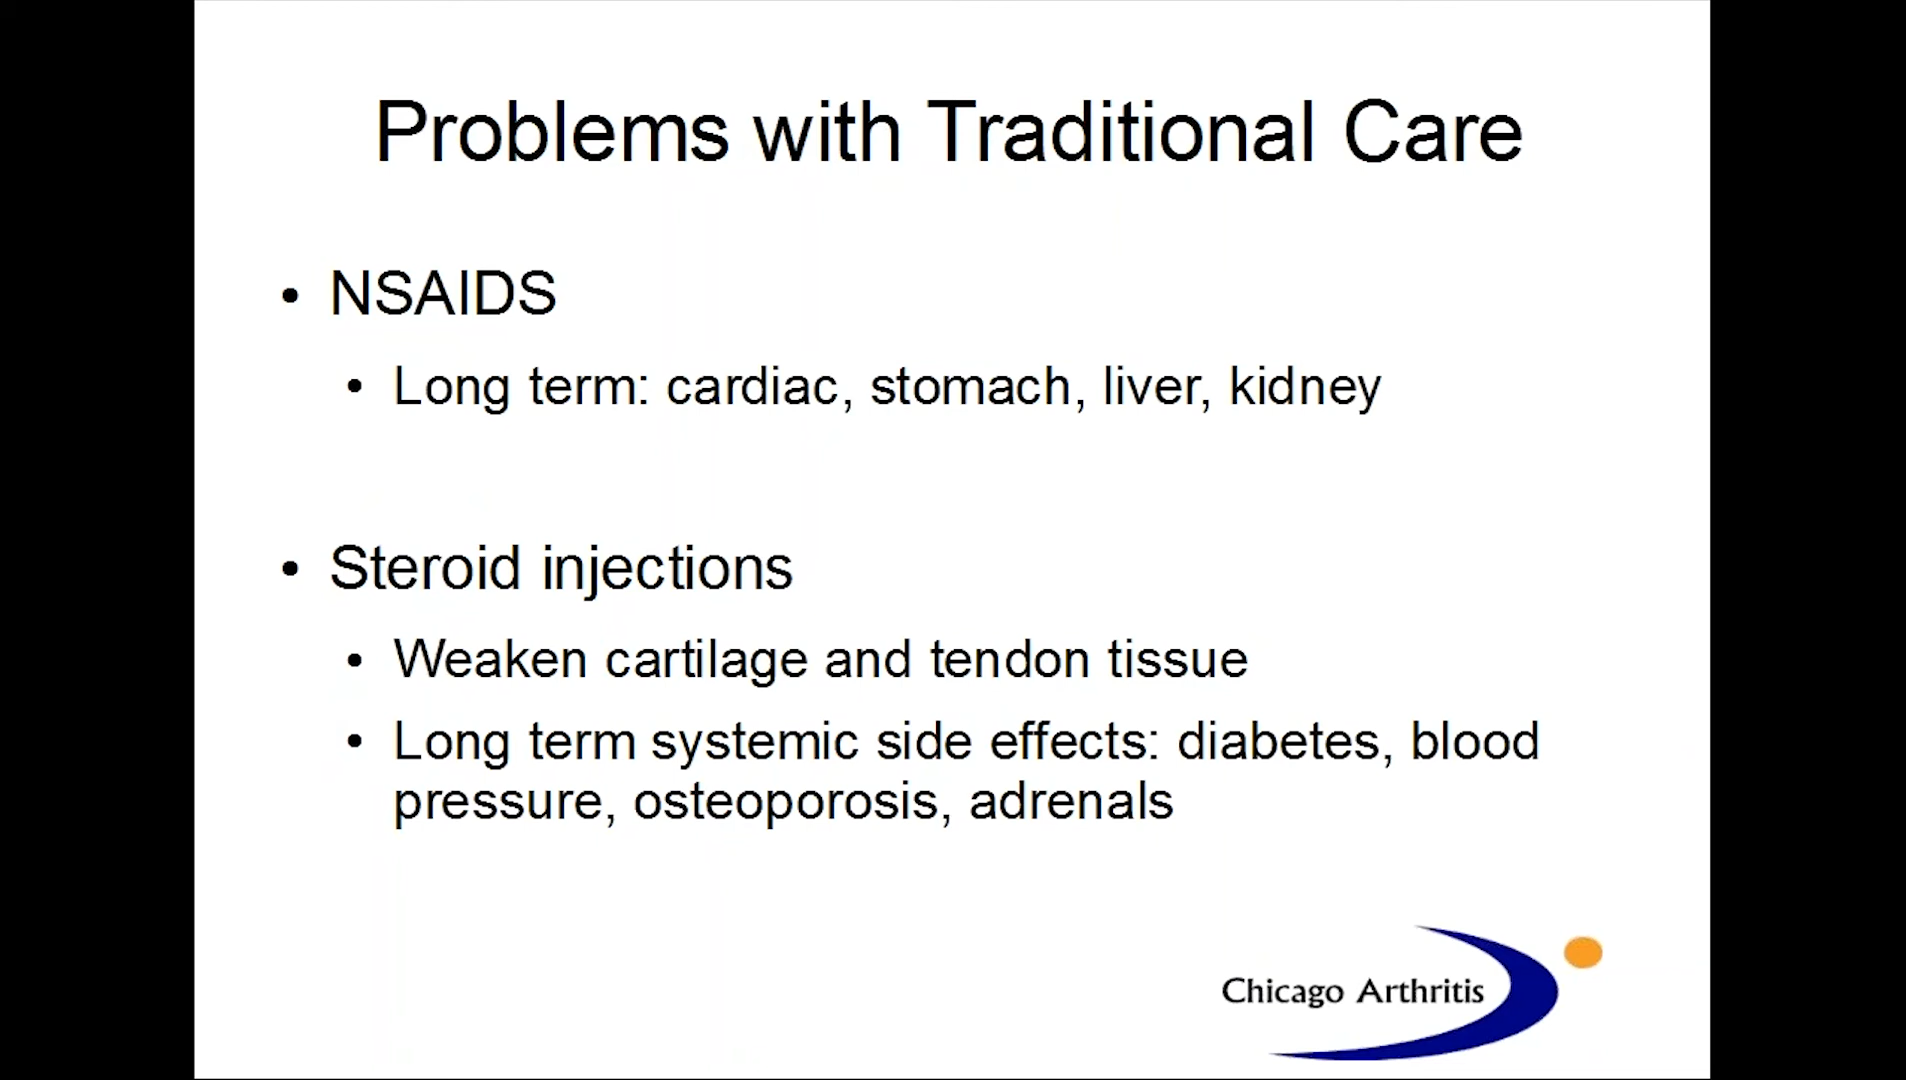 Problems with Traditional Care
• NSAIDS
• Long term: cardiac, stomach, liver, kidney
• Steroid injections
• Weaken cartilage and tendon tissue
• Long term systemic side effects: diabetes, blood
pressure, osteoporosis, adrenals
Chicago Arthritis